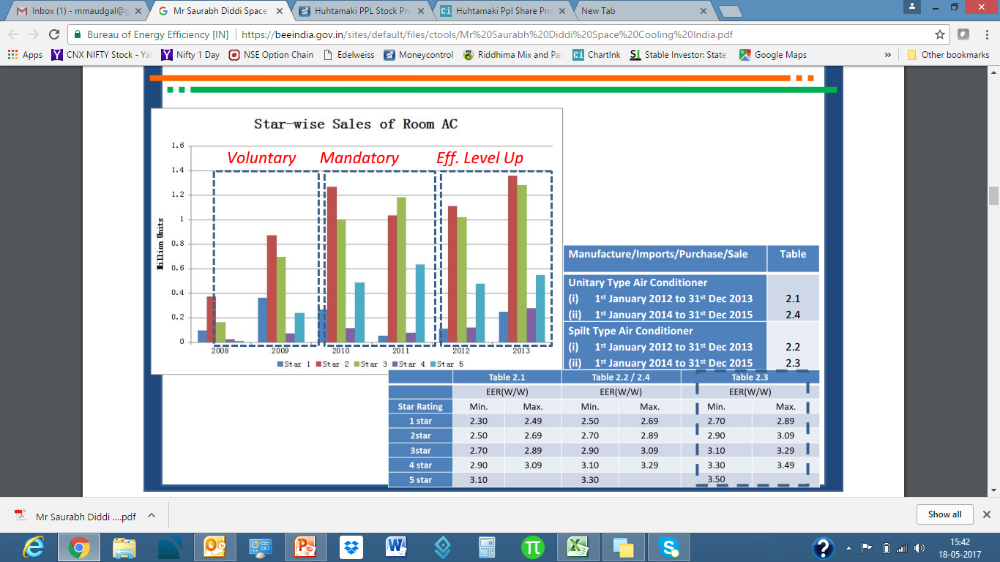 Inbox (1) - mmaudgal@g
Mr Saurabh Diddi Space
Huhtamaki PPL Stock Pri
Huhtamaki Ppl Share Pric
New Tab
Bureau of Energy Efficiency [IN] https://beeindia.gov.in/sites/default/files/ctools/Mr%20Saurabh%20Diddi%20Space%20Cooling%20India.pdf
Apps CNX NIFTY Stock - Ya Nifty 1 Day NSE Option Chain Edelweiss Moneycontrol Riddhima Mix and Pa ChartInk Stable Investor: State Google Maps » Other bookmarks
Star-wise Sales of Room AC
Voluntary Mandatory Eff. Level Up
Million Units
1.6
1.4
1.2
1
0.8
0.6
0.4
0.2
0
2008 2009 2010 2011 2012 2013
Star 1 Star 2 Star 3 Star 4 Star 5
Manufacture/Imports/Purchase/Sale Table
Unitary Type Air Conditioner
(i) 1st January 2012 to 31st Dec 2013 2.1
(ii) 1st January 2014 to 31st Dec 2015 2.4
Spilt Type Air Conditioner
(i) 1st January 2012 to 31st Dec 2013 2.2
(ii) 1st January 2014 to 31st Dec 2015 2.3
Table 2.1 Table 2.2 / 2.4 Table 2.3
EER(W/W) EER(W/W) EER(W/W)
Star Rating Min. Max. Min. Max. Min. Max.
1 star 2.30 2.49 2.50 2.69 2.70 2.89
2star 2.50 2.69 2.70 2.89 2.90 3.09
3star 2.70 2.89 2.90 3.09 3.10 3.29
4 star 2.90 3.09 3.10 3.29 3.30 3.49
5 star 3.10 3.30 3.50
Mr Saurabh Diddi ....pdf
Show all
15:42
18-05-2017